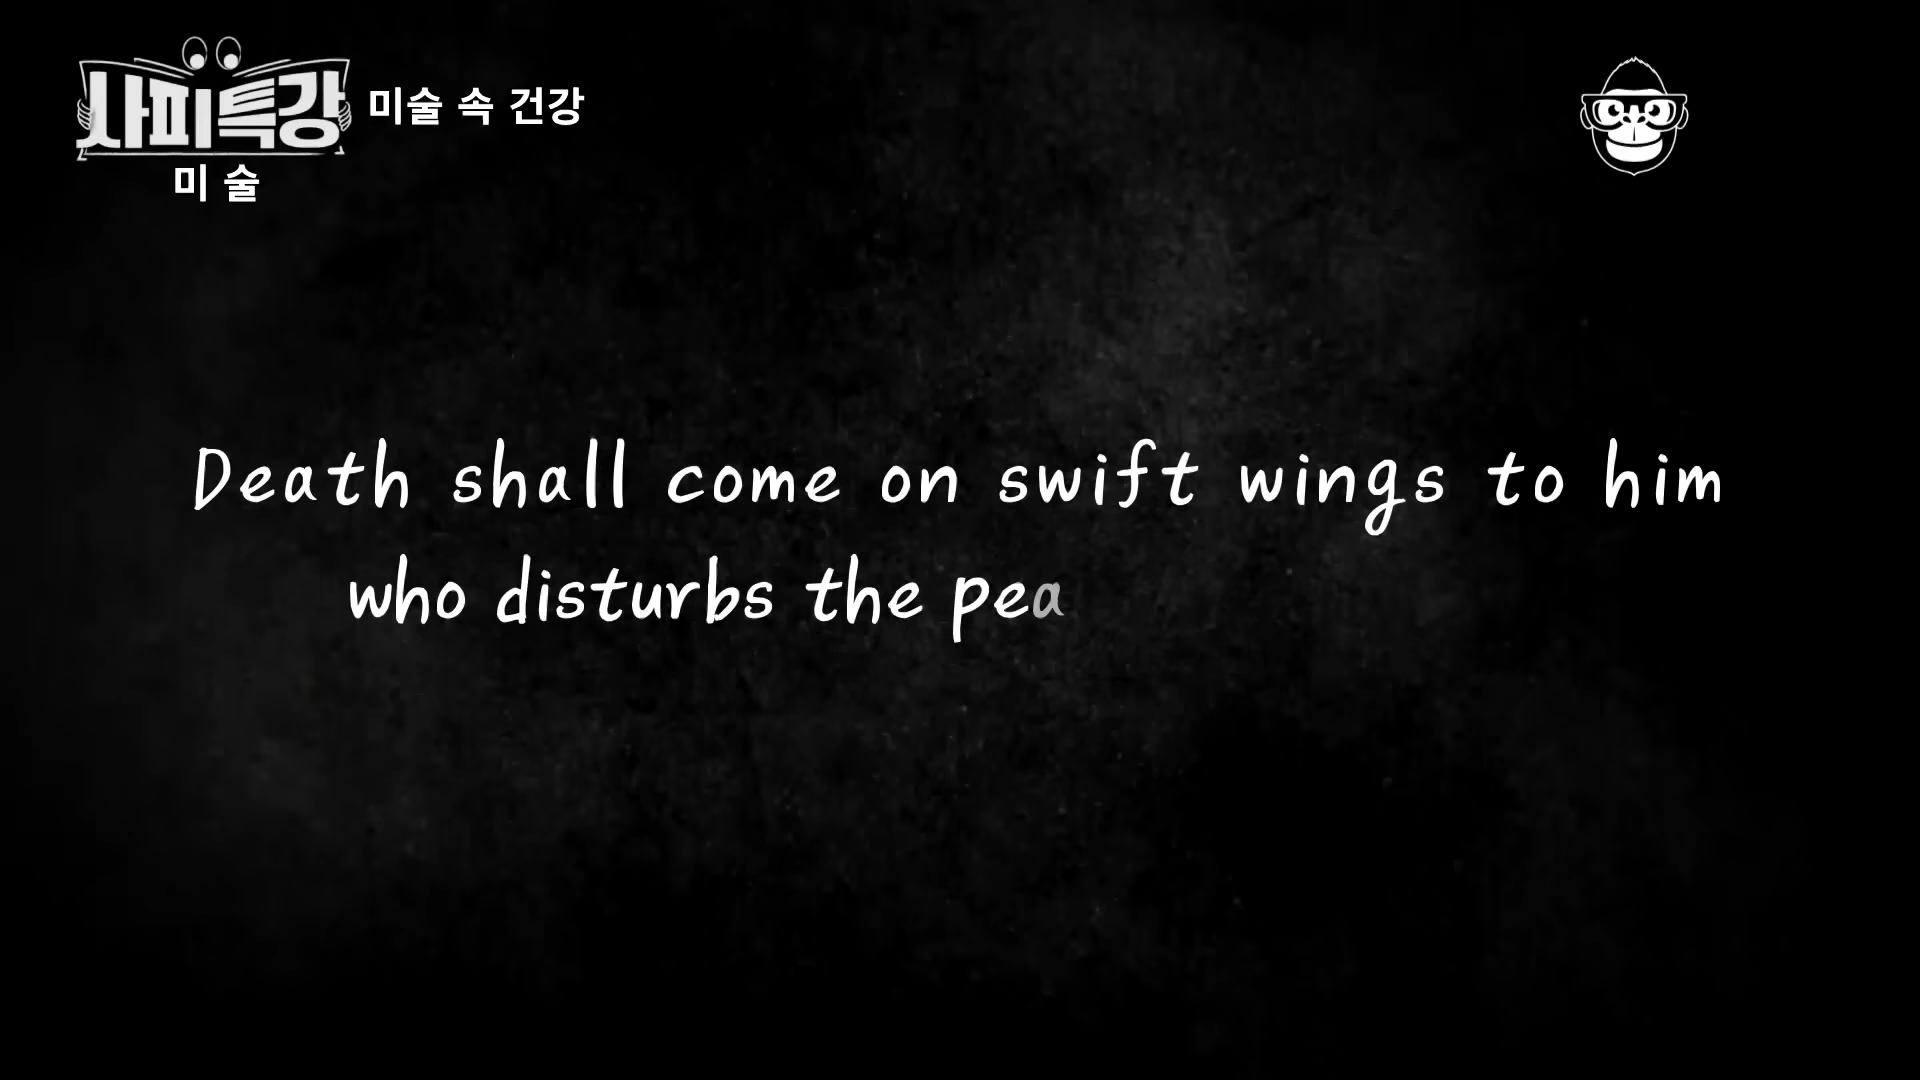 사피특강 미술 속 건강
미술
Death shall come on swift wings to him
who disturbs the pea